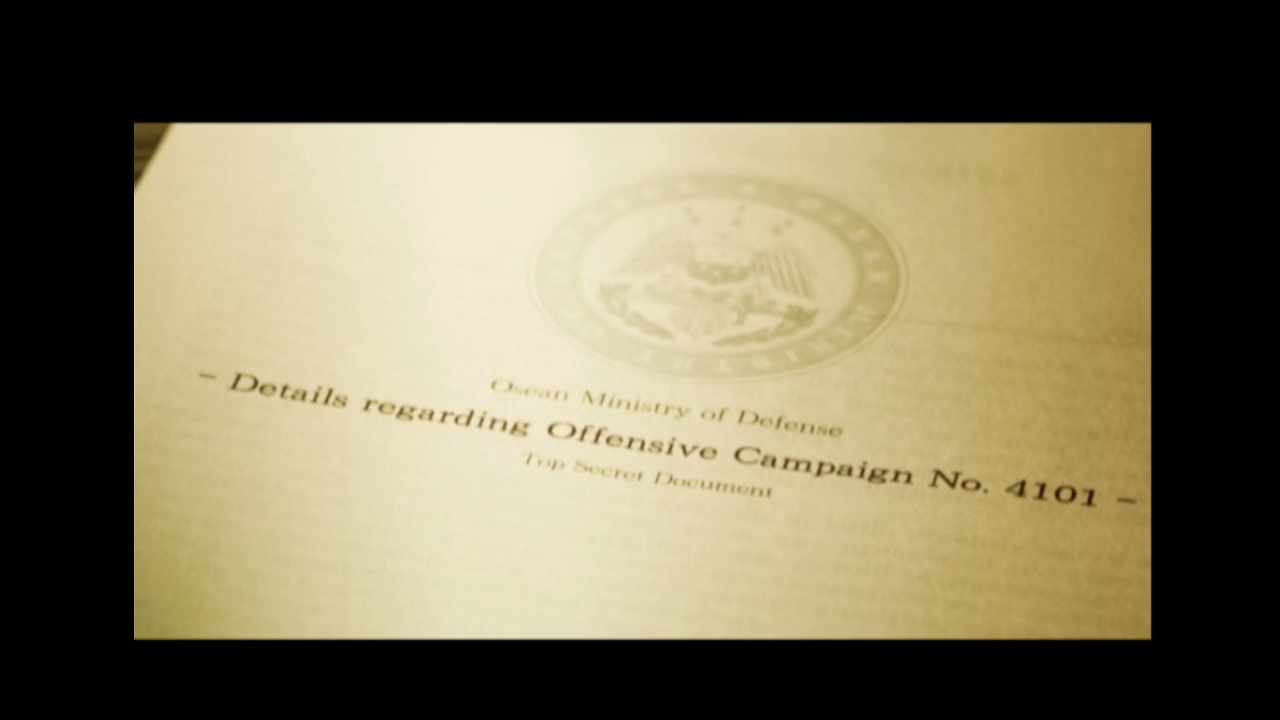 Osean Ministry of Defense
– Details regarding Offensive Campaign No. 4101 –
Top Secret Document